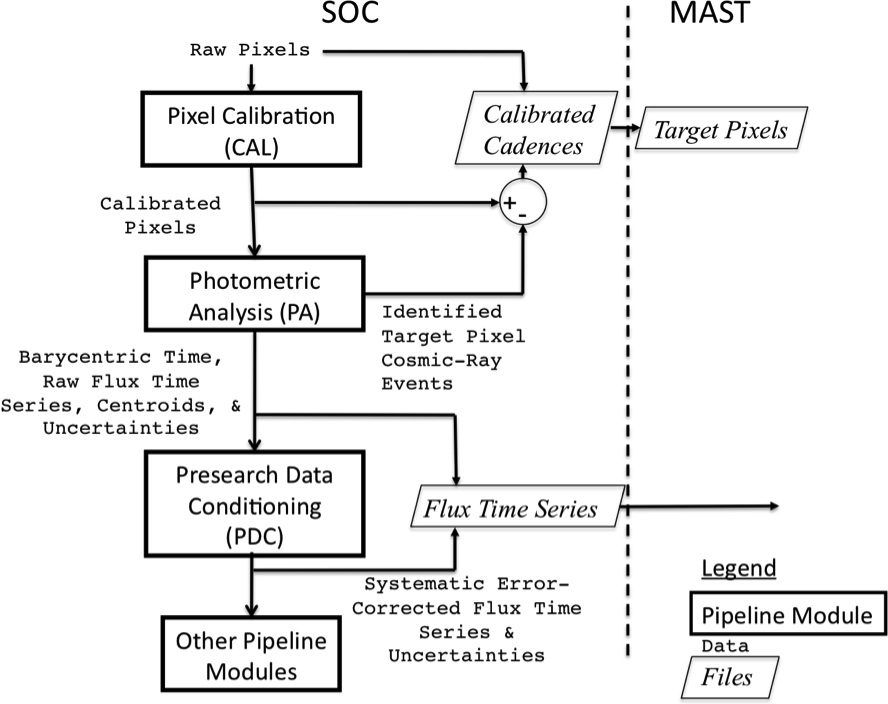 SOC
MAST
Raw Pixels
Pixel Calibration
(CAL)
Calibrated
Cadences
Target Pixels
Calibrated
Pixels
+
-
Photometric
Analysis (PA)
Identified
Target Pixel
Cosmic-Ray
Events
Barycentric Time,
Raw Flux Time
Series, Centroids, &
Uncertainties
Presearch Data
Conditioning
(PDC)
Flux Time Series
Systematic Error-
Corrected Flux Time
Series &
Uncertainties
Other Pipeline
Modules
Legend
Pipeline Module
Data
Files